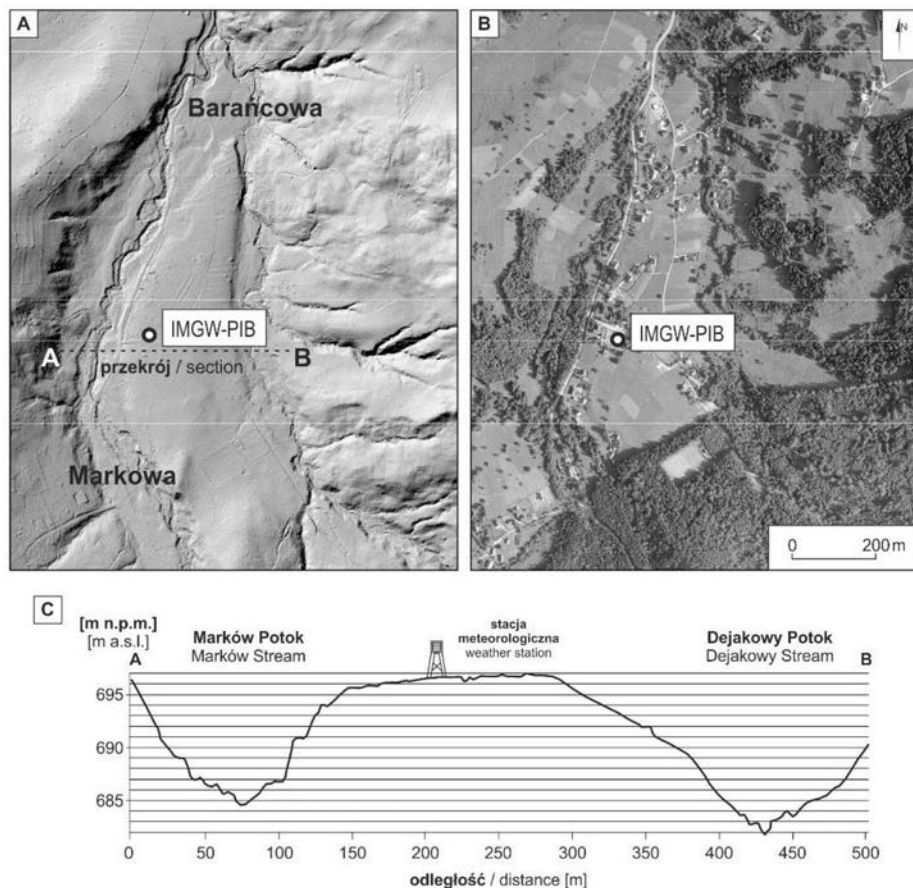 A
Barańcowa
IMGW-PIB
A
B
przekrój / section
Markowa
B
N
IMGW-PIB
0 200 m
C
[m n.p.m.]
[m a.s.l.]
A
Marków Potok
Marków Stream
stacja
meteorologiczna
weather station
Dejakowy Potok
Dejakowy Stream
B
695
690
685
0 50 100 150 200 250 300 350 400 450 500
odległość / distance [m]